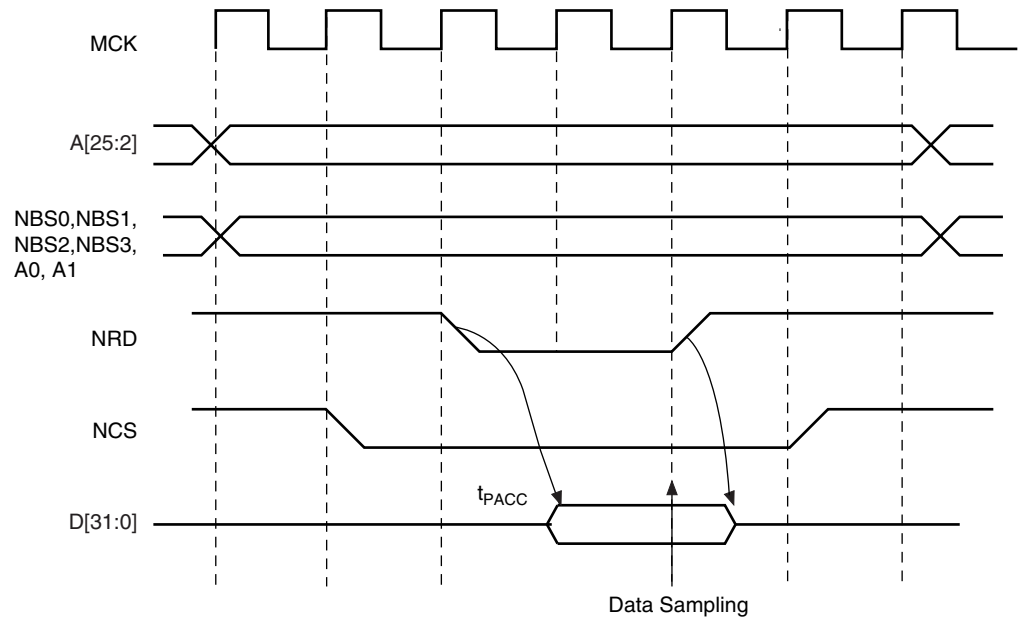 MCK
A[25:2]
NBS0,NBS1,
NBS2,NBS3,
A0, A1
NRD
NCS
tPACC
D[31:0]
Data Sampling